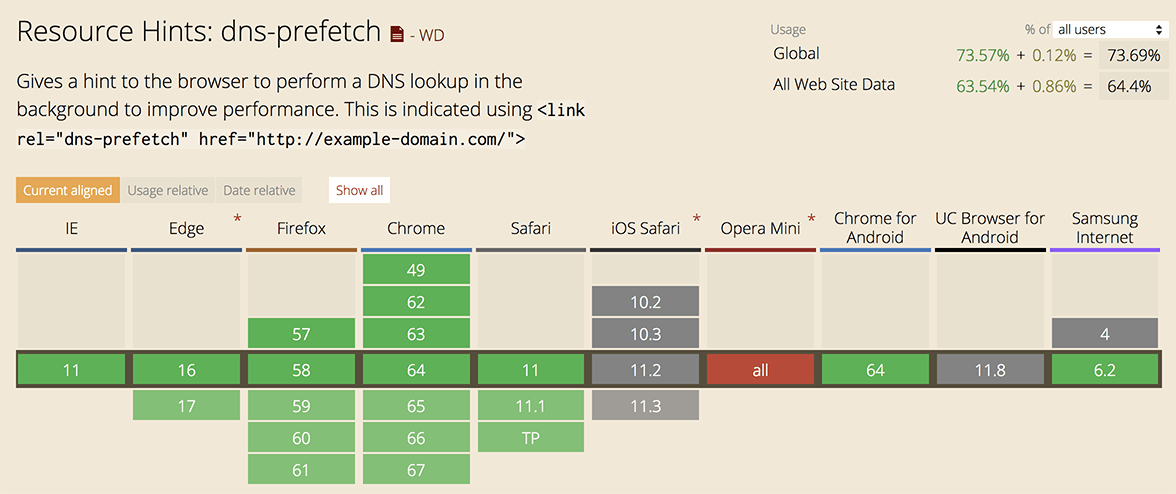 Resource Hints: dns-prefetch - WD
Usage % of all users
Global 73.57% + 0.12% = 73.69%
All Web Site Data 63.54% + 0.86% = 64.4%
Gives a hint to the browser to perform a DNS lookup in the
background to improve performance. This is indicated using <link
rel="dns-prefetch" href="http://example-domain.com/">
Current aligned Usage relative Date relative Show all
IE Edge * Firefox Chrome Safari iOS Safari * Opera Mini * Chrome for Android UC Browser for Android Samsung Internet
49
62 10.2
57 63 10.3 4
11 16 58 64 11 11.2 all 64 11.8 6.2
17 59 65 11.1 11.3
60 66 TP
61 67